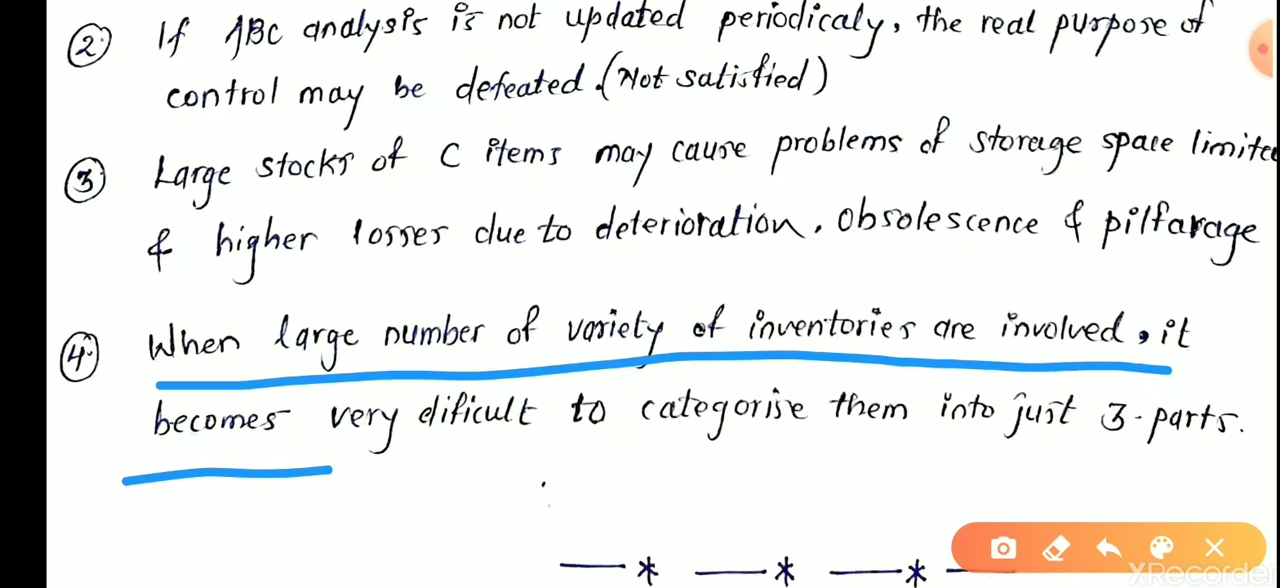 ② If ABC analysis is not updated periodicaly, the real purpose of
control may be defeated. (Not satisfied)
③ Large stocks of C items may cause problems of storage space limited
& higher losses due to deterioration, obsolescence & pilfarage
④ When large number of variety of inventories are involved, it
becomes very dificult to categorise them into just 3-parts.
—* —* —* —
XRecorder